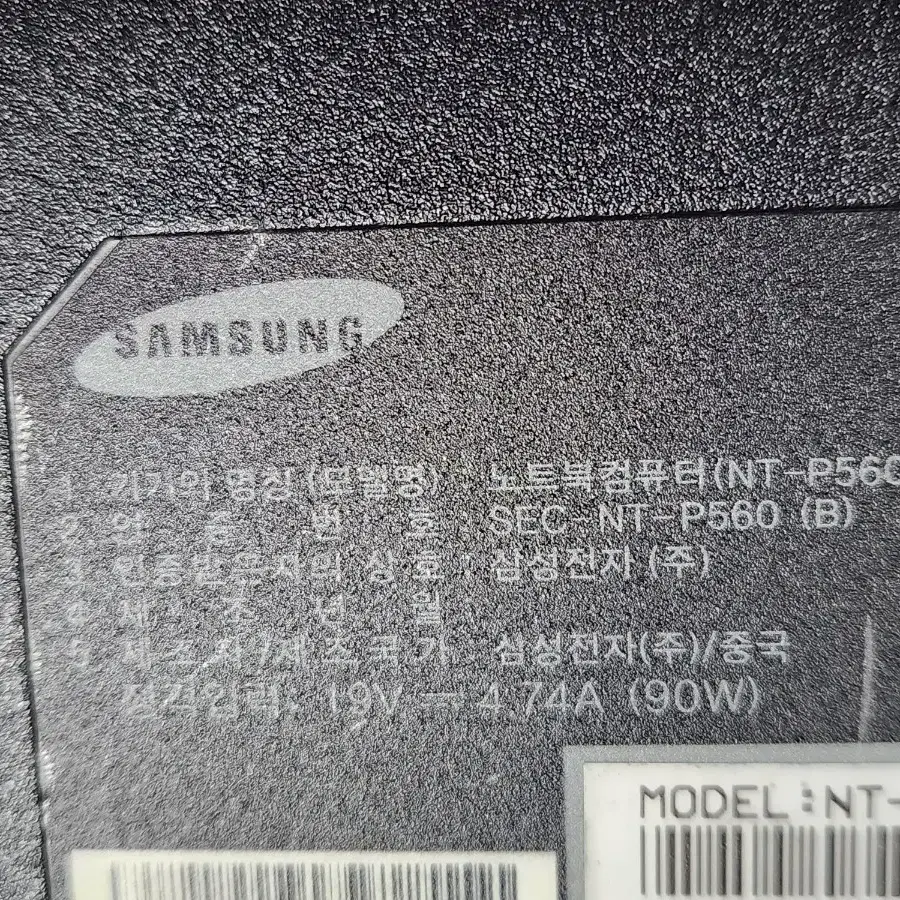 SAMSUNG
1. 기기의 명칭 (모델명) : 노트북컴퓨터(NT-P560
2. 인 증 번 호 : SEC-NT-P560 (B)
3. 인증받은자의 상호 : 삼성전자 (주)
4. 제 조 년 월 :
5. 제조자/제조국가 : 삼성전자(주)/중국
전기입력: 19V ⎓ 4.74A (90W)
MODEL:NT-